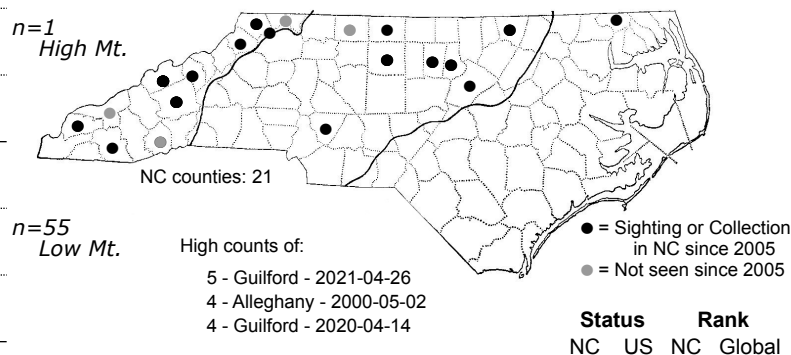 n=1
High Mt.
NC counties: 21
n=55
Low Mt.
High counts of:
5 - Guilford - 2021-04-26
4 - Alleghany - 2000-05-02
4 - Guilford - 2020-04-14
● = Sighting or Collection
in NC since 2005
● = Not seen since 2005
Status Rank
NC US NC Global